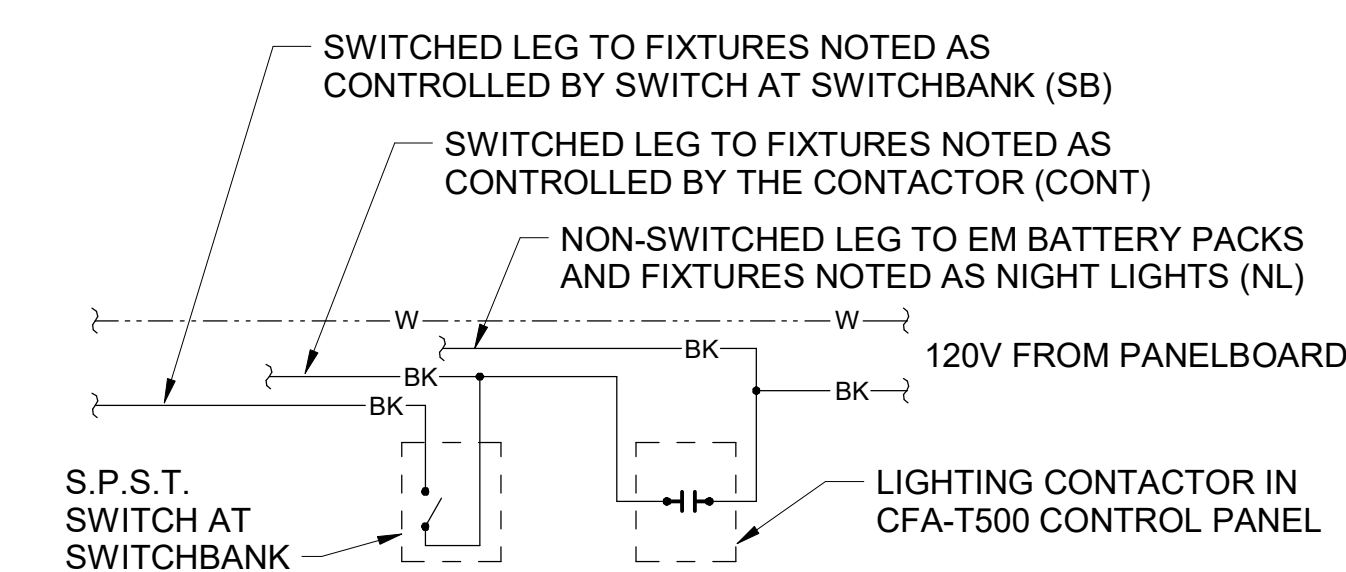 SWITCHED LEG TO FIXTURES NOTED AS
CONTROLLED BY SWITCH AT SWITCHBANK (SB)
SWITCHED LEG TO FIXTURES NOTED AS
CONTROLLED BY THE CONTACTOR (CONT)
NON-SWITCHED LEG TO EM BATTERY PACKS
AND FIXTURES NOTED AS NIGHT LIGHTS (NL)
W
W
BK
120V FROM PANELBOARD
BK
BK
BK
S.P.S.T.
SWITCH AT
SWITCHBANK
LIGHTING CONTACTOR IN
CFA-T500 CONTROL PANEL